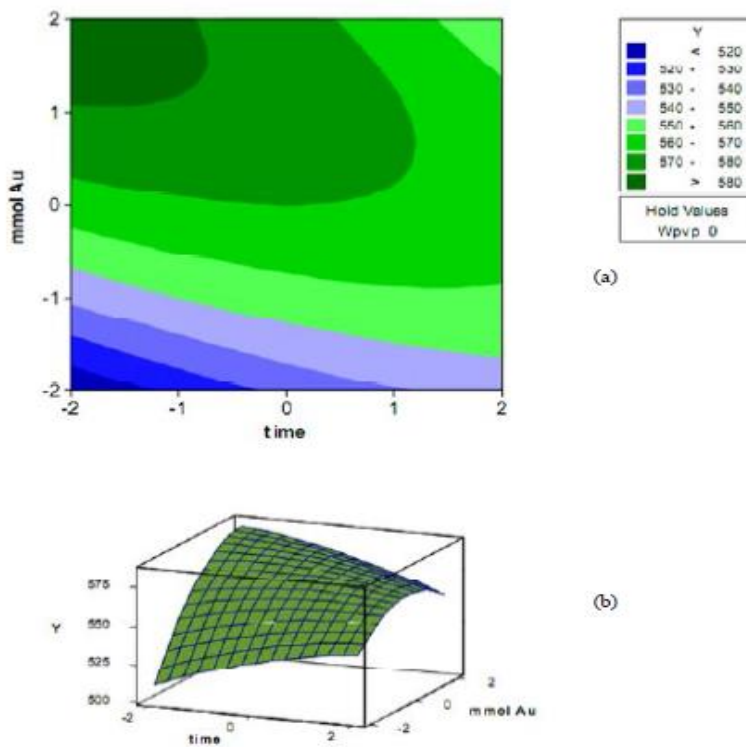 2
1
0
-1
-2
mmol Au
-2 -1 0 1 2
time
Y
< 520
520 - 530
530 - 540
540 - 550
550 - 560
560 - 570
570 - 580
> 580
Hold Values
Wpvp 0
(a)
575
550
525
500
Y
-2 0 2
time
-2 0 2
mmol Au
(b)